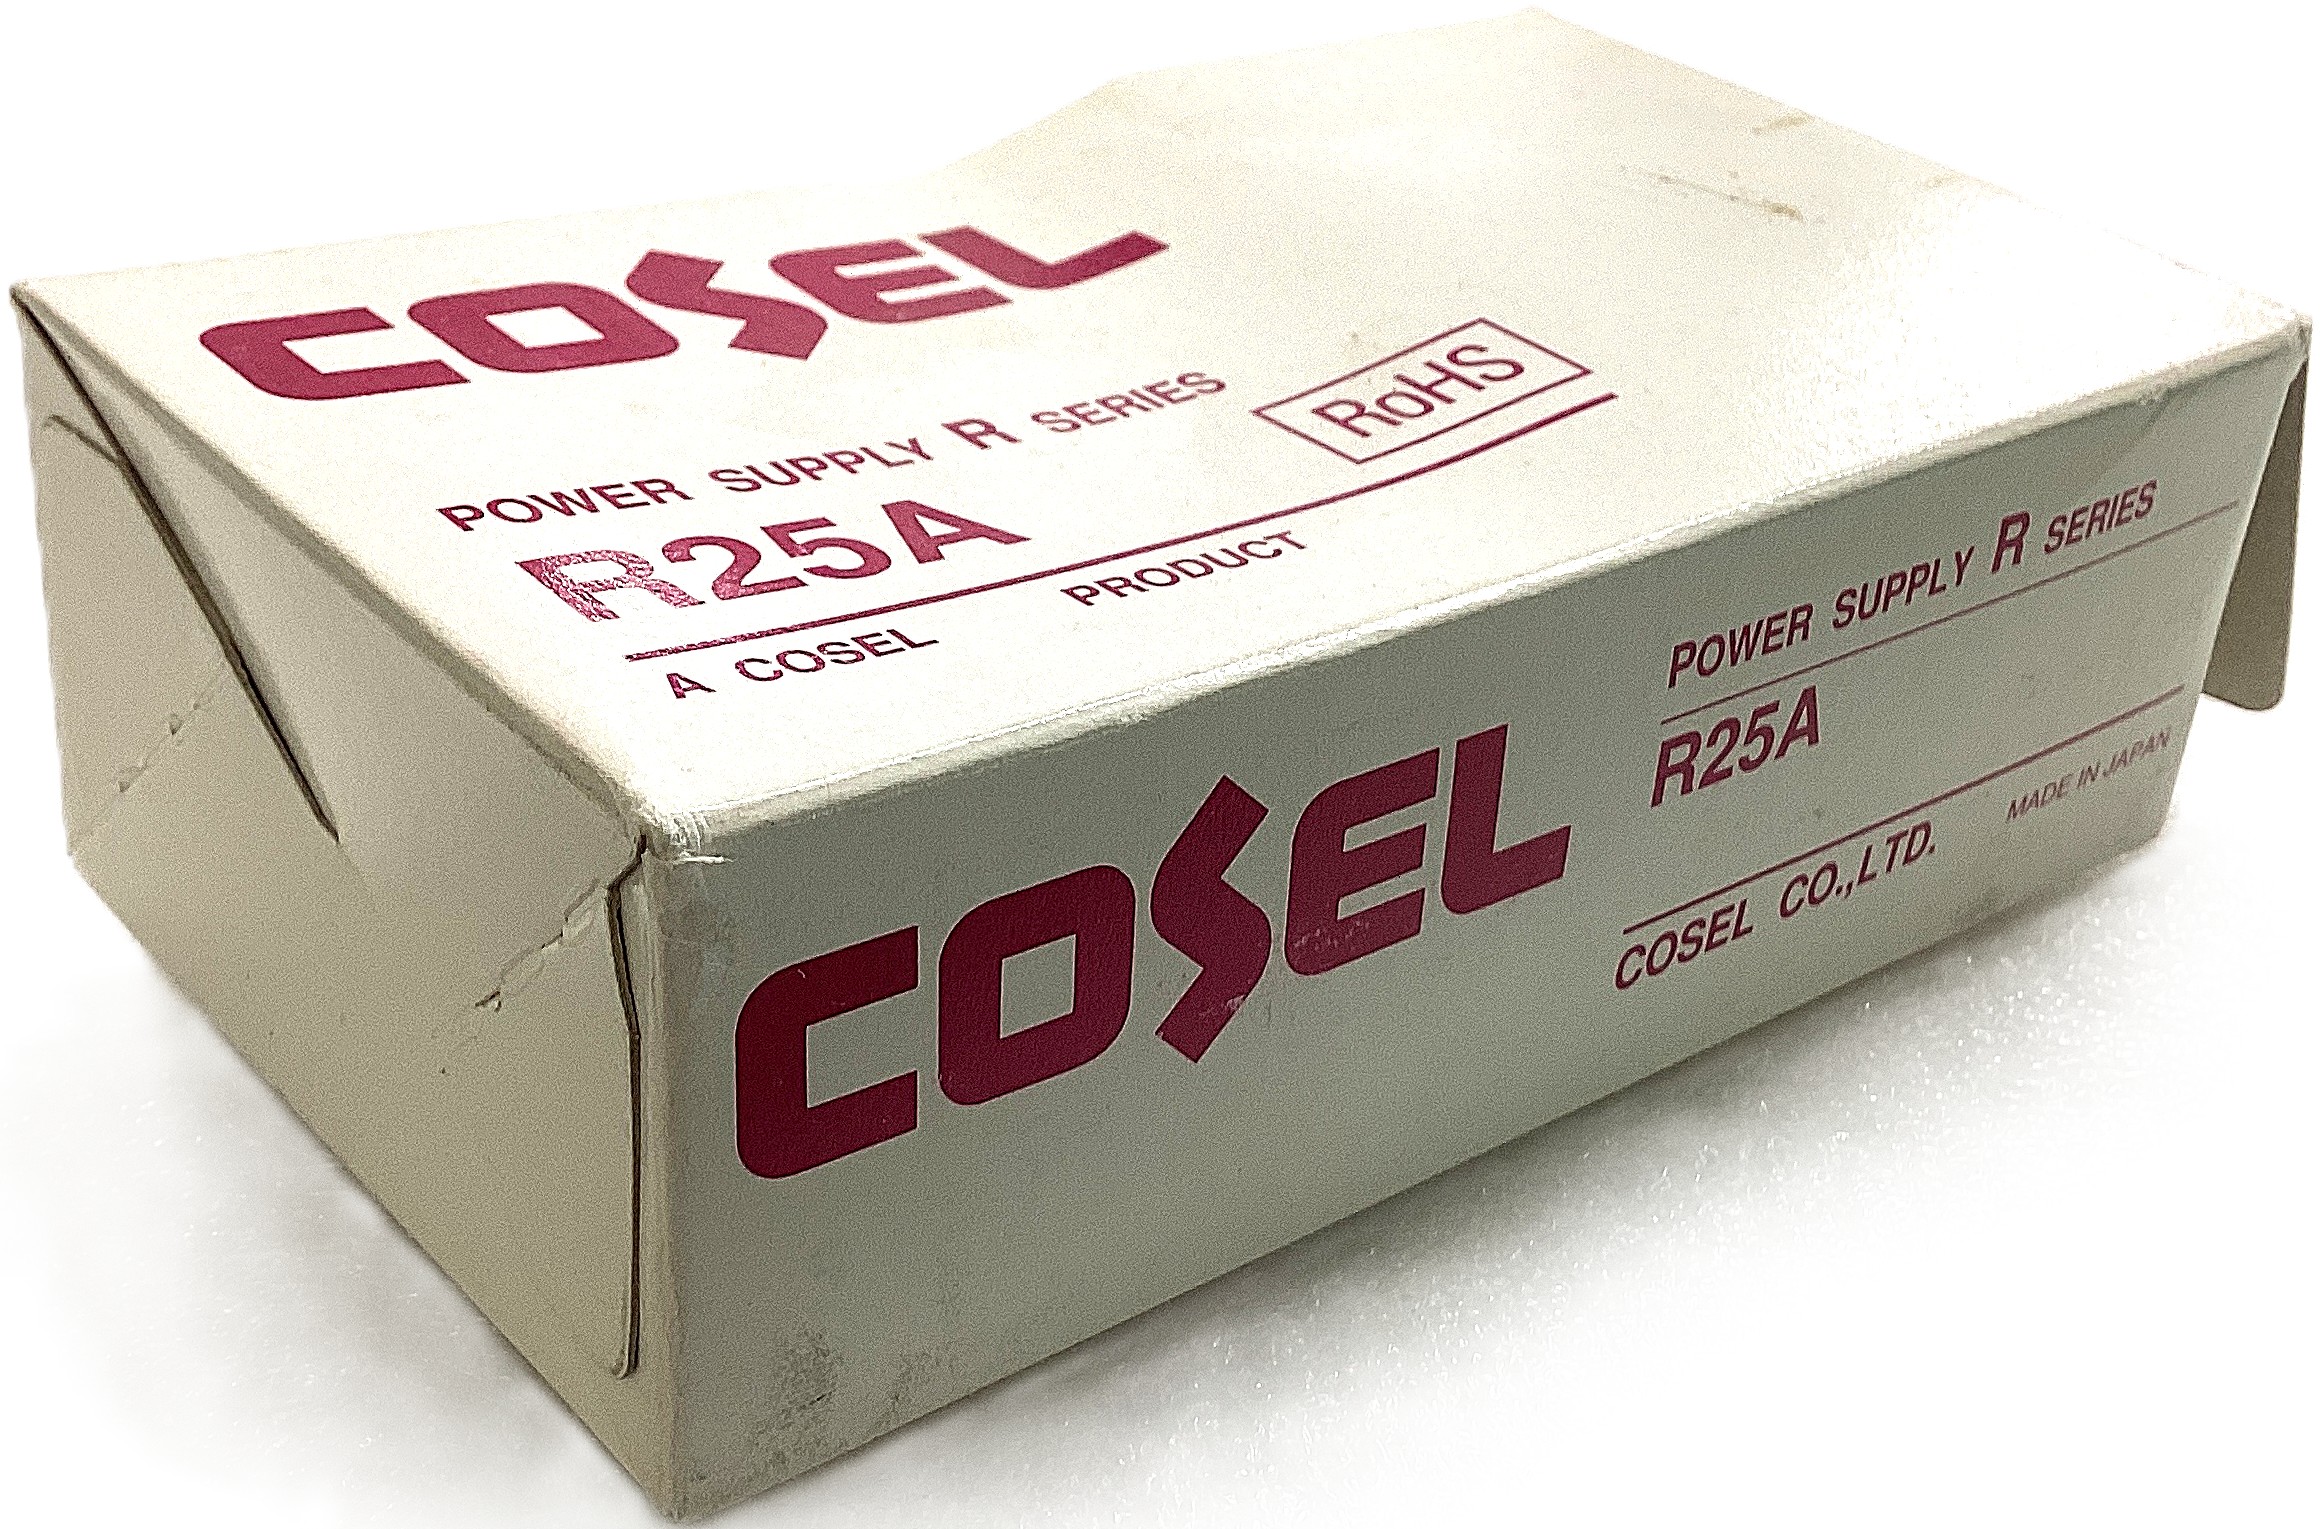 COSEL
POWER SUPPLY R SERIES
R25A
RoHS
A COSEL PRODUCT
COSEL
POWER SUPPLY R SERIES
R25A
COSEL CO.,LTD.
MADE IN JAPAN